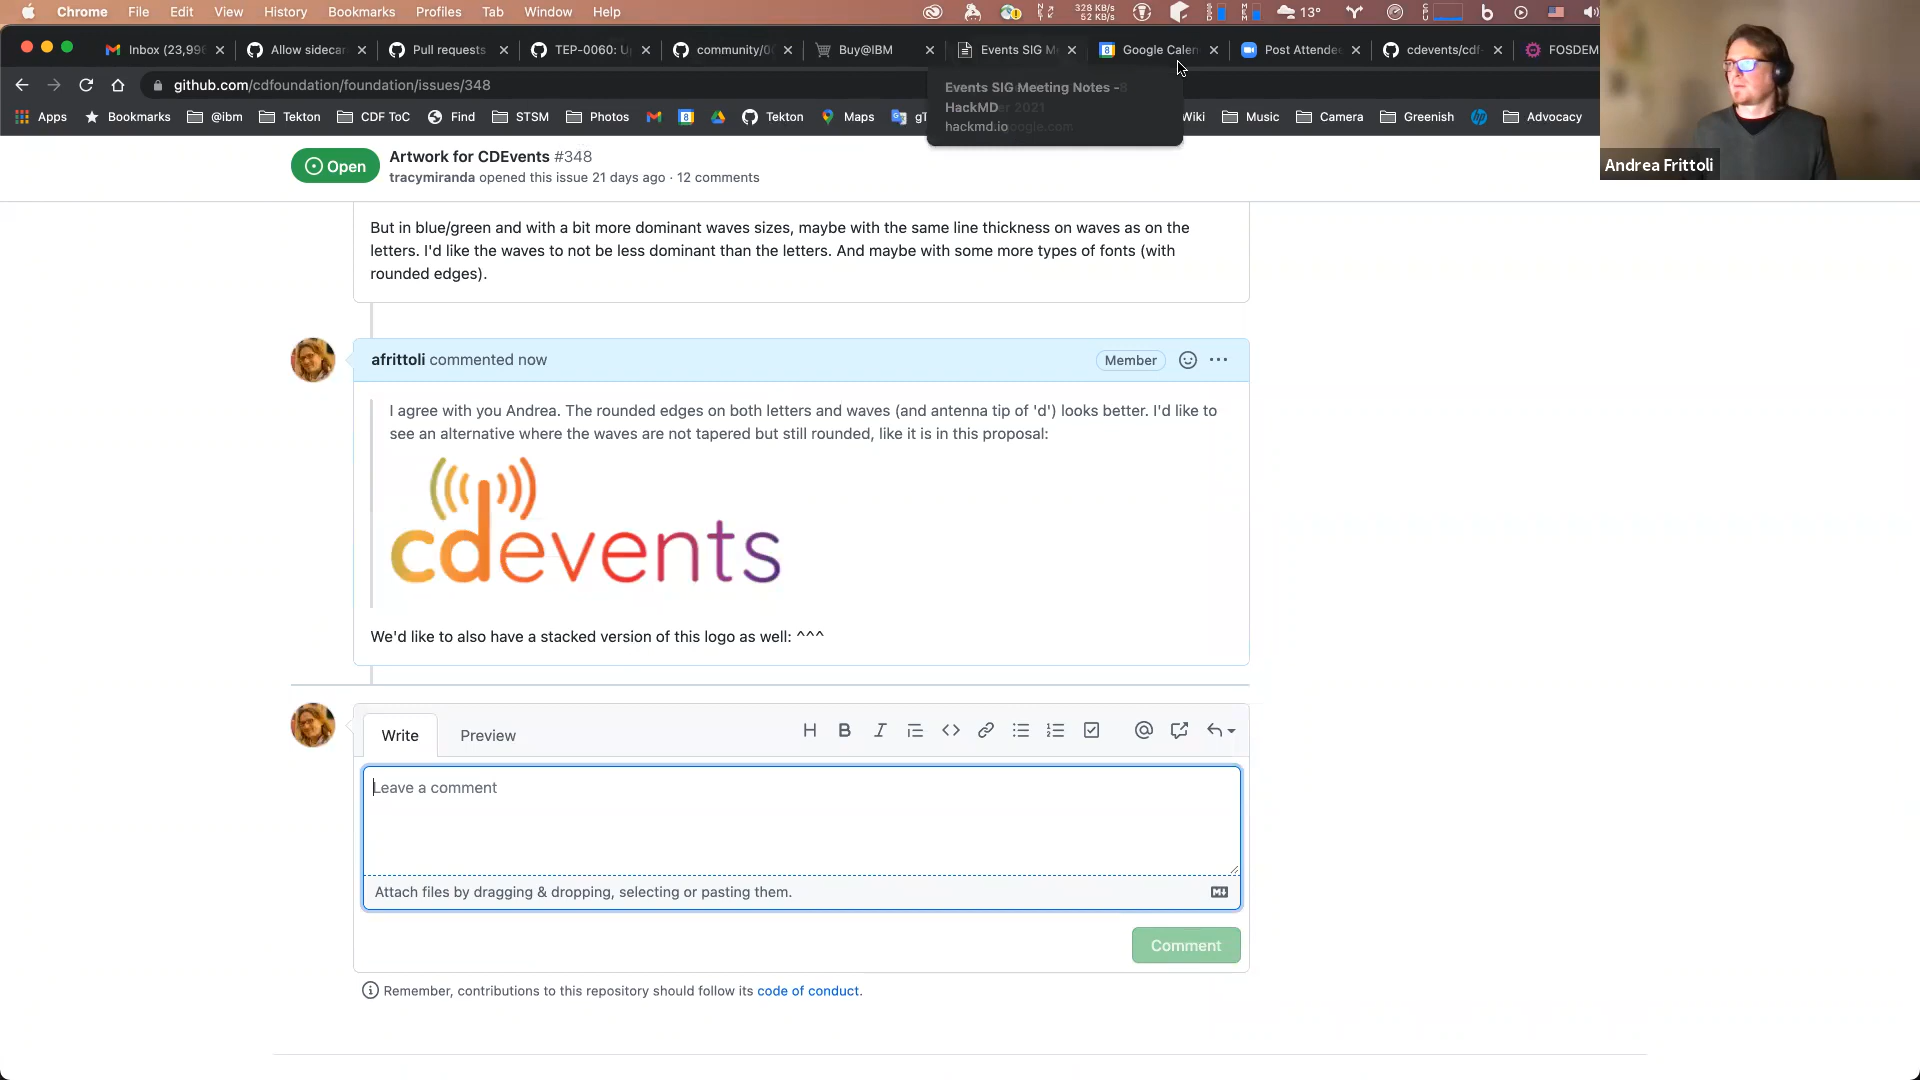 Chrome File Edit View History Bookmarks Profiles Tab Window Help 328 KB/s 52 KB/s 13°
Inbox (23,996 Allow sidecar Pull requests TEP-0060: community/0 Buy@IBM Events SIG M Google Calen Post Attende cdevents/cdf FOSDEM
github.com/cdfoundation/foundation/issues/348
Apps Bookmarks @ibm Tekton CDF ToC Find STSM Photos Tekton Maps Wiki Music Camera Greenish Advocacy
Events SIG Meeting Notes -
HackMD
hackmd.io
Andrea Frittoli
Open
Artwork for CDEvents #348
tracymiranda opened this issue 21 days ago · 12 comments
But in blue/green and with a bit more dominant waves sizes, maybe with the same line thickness on waves as on the
letters. I'd like the waves to not be less dominant than the letters. And maybe with some more types of fonts (with
rounded edges).
afrittoli commented now Member
I agree with you Andrea. The rounded edges on both letters and waves (and antenna tip of 'd') looks better. I'd like to
see an alternative where the waves are not tapered but still rounded, like it is in this proposal:
cdevents
We'd like to also have a stacked version of this logo as well: ^^^
Write Preview
Leave a comment
Attach files by dragging & dropping, selecting or pasting them.
Comment
Remember, contributions to this repository should follow its code of conduct.